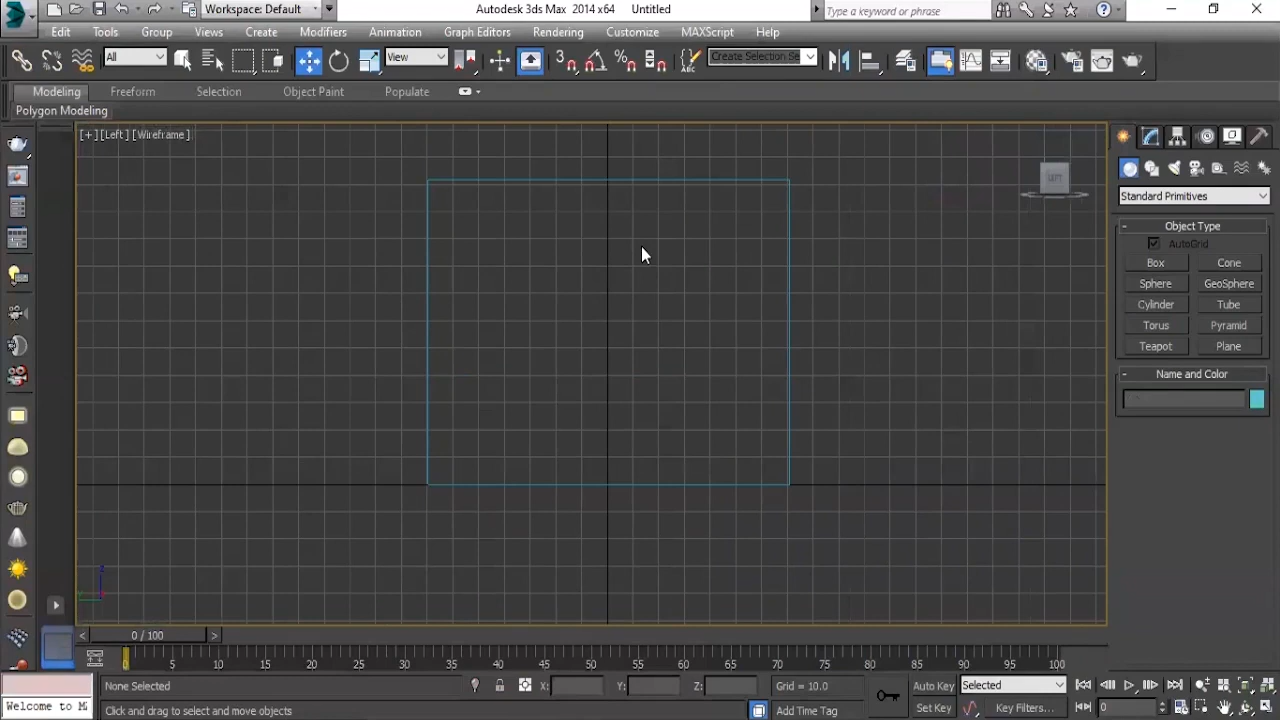 Workspace: Default
Autodesk 3ds Max 2014 x64 Untitled
Type a keyword or phrase
Edit Tools Group Views Create Modifiers Animation Graph Editors Rendering Customize MAXScript Help
All
View
3
Create Selection Se
Modeling Freeform Selection Object Paint Populate
Polygon Modeling
[+][Left][Wireframe]
Standard Primitives
- Object Type
AutoGrid
Box Cone
Sphere GeoSphere
Cylinder Tube
Torus Pyramid
Teapot Plane
- Name and Color
< 0 / 100 >
0 5 10 15 20 25 30 35 40 45 50 55 60 65 70 75 80 85 90 95 100
None Selected X: Y: Z: Grid = 10.0 Auto Key Selected
Welcome to M Click and drag to select and move objects Add Time Tag Set Key Key Filters... 0